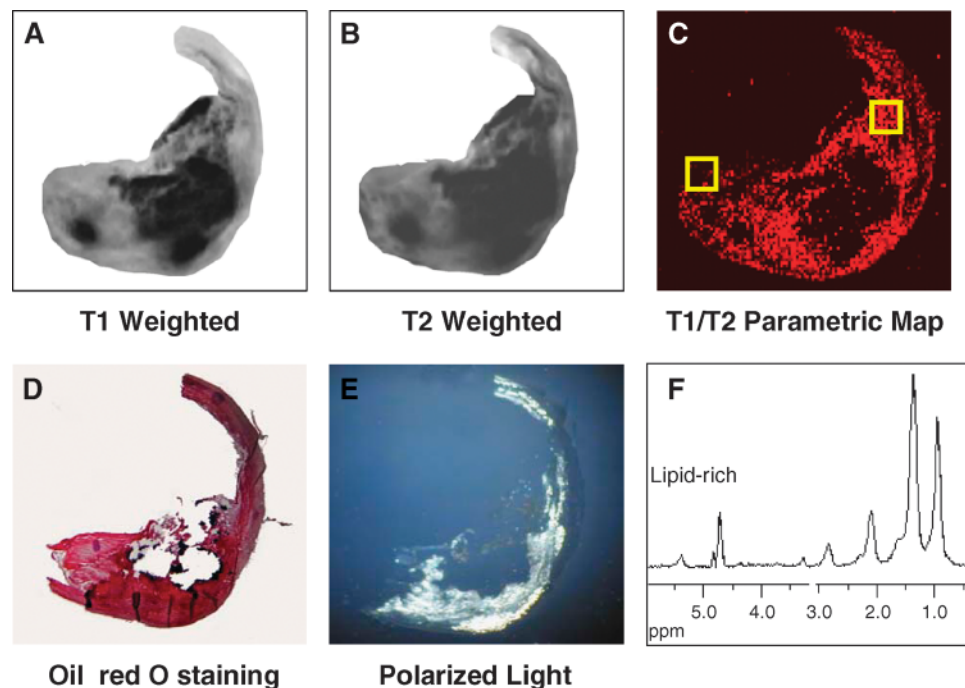 A
B
C
T1 Weighted
T2 Weighted
T1/T2 Parametric Map
D
E
F
Lipid-rich
5.0 4.0 3.0 2.0 1.0
ppm
Oil red O staining
Polarized Light